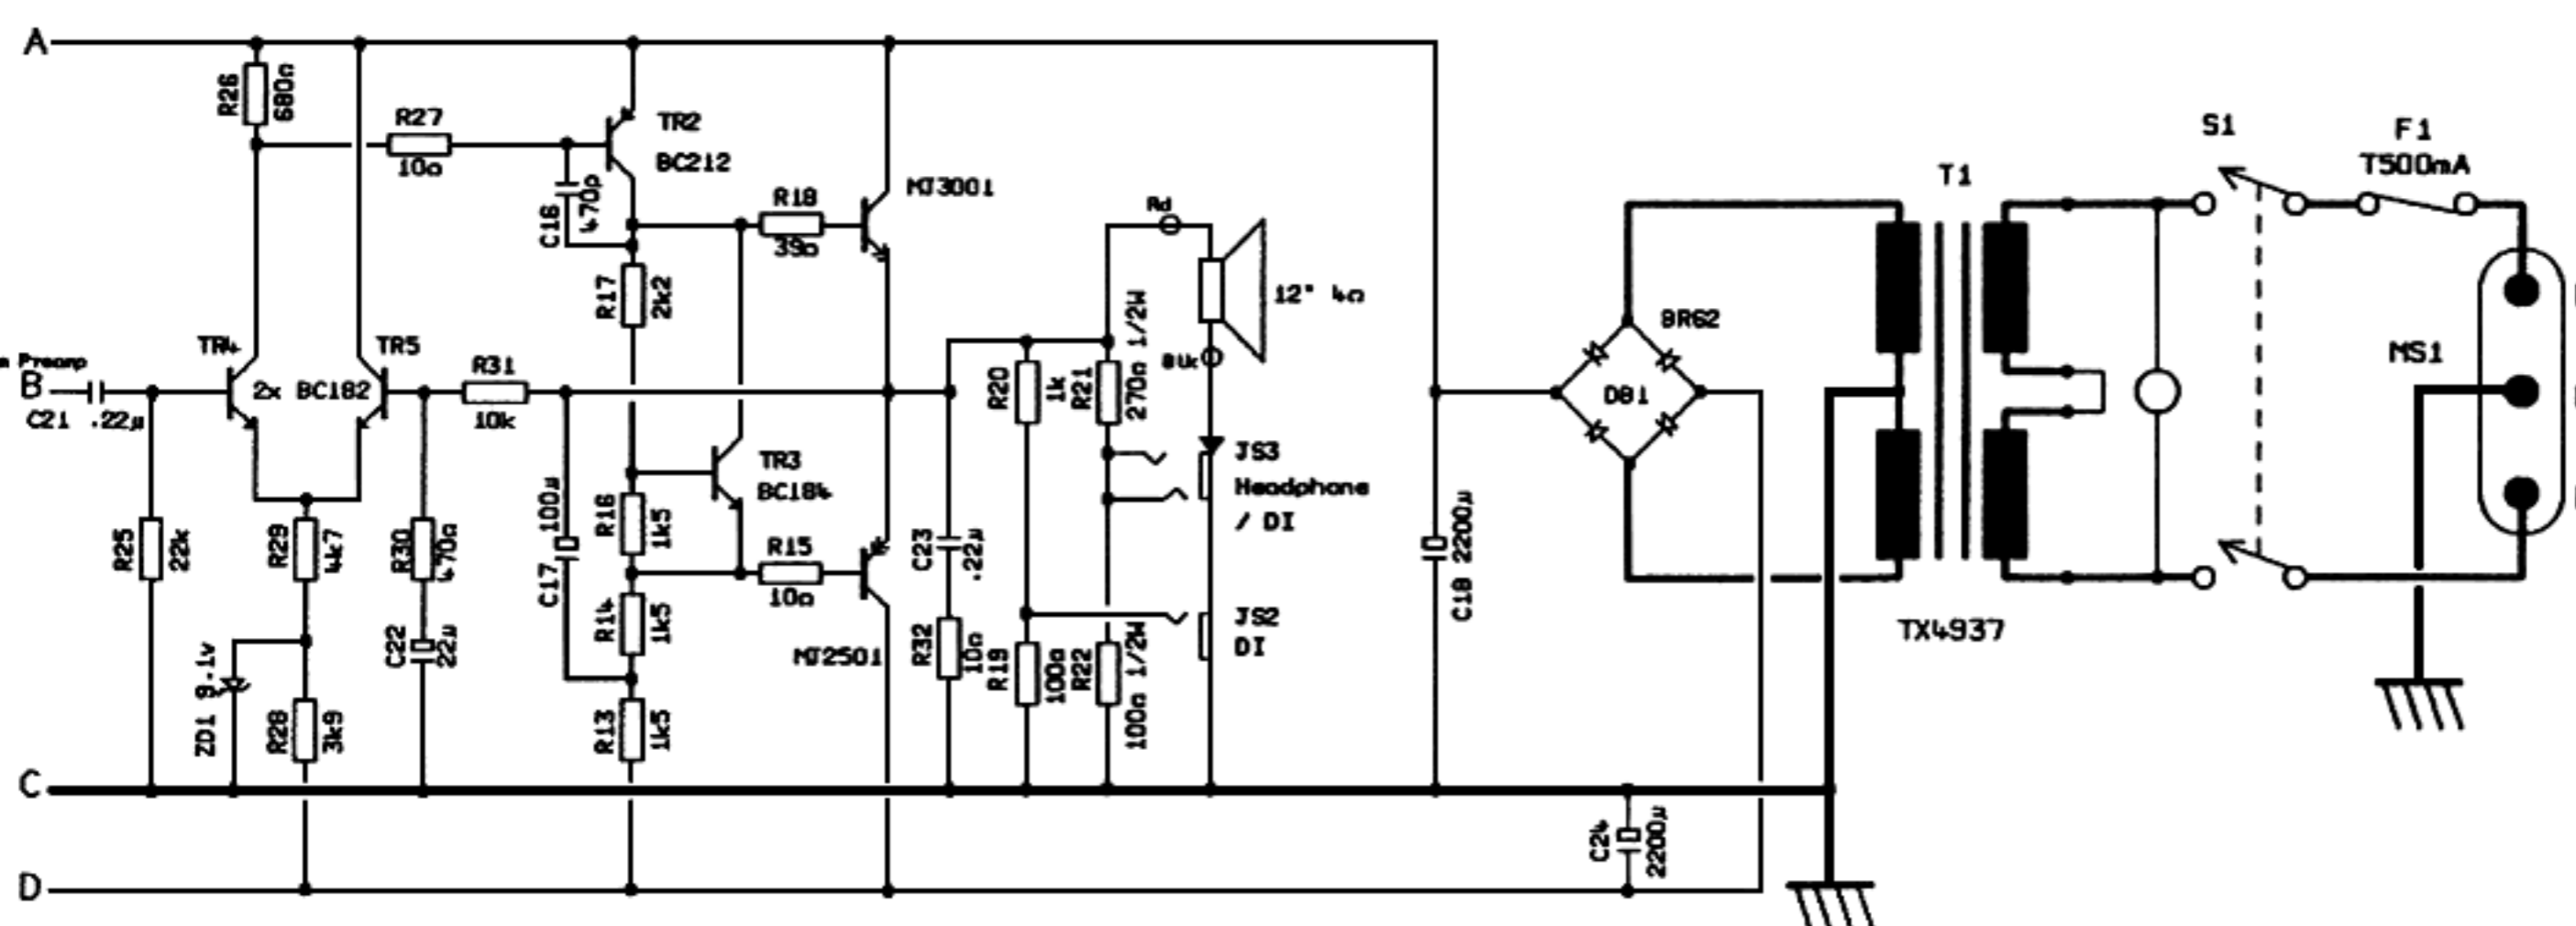 A
R26
680Ω
R27
10Ω
TR2
BC212
C16
470p
R18
39Ω
MJ3001
R17
2k2
Rd
12" 4Ω
Blk
TR4
TR5
2x BC182
Preamp
B
C21 .22µ
R31
10k
R25
22k
R29
4k7
R30
470Ω
C22
22µ
ZD1 9.1v
R28
3k9
C17
100µ
R16
1k5
TR3
BC184
R15
10Ω
MJ2501
R14
1k5
R13
1k5
C23
.22µ
R32
10Ω
R20
1k
R21
270Ω 1/2W
R19
100Ω
R22
100Ω 1/2W
JS3
Headphone
/ DI
JS2
DI
C18 2200µ
BR62
DB1
T1
TX4937
S1
F1
T500mA
MS1
C
C24
2200µ
D